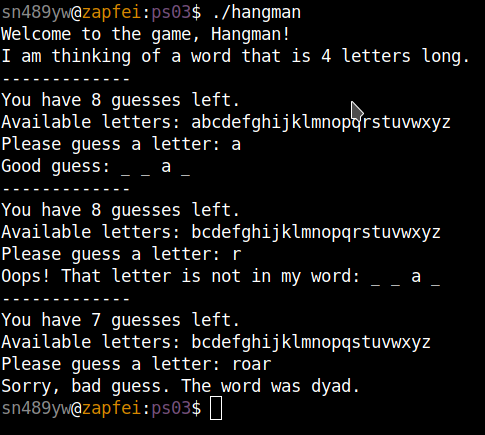 sn489yw@zapfei:ps03$ ./hangman
Welcome to the game, Hangman!
I am thinking of a word that is 4 letters long.
-------------
You have 8 guesses left.
Available letters: abcdefghijklmnopqrstuvwxyz
Please guess a letter: a
Good guess: _ _ a _
-------------
You have 8 guesses left.
Available letters: bcdefghijklmnopqrstuvwxyz
Please guess a letter: r
Oops! That letter is not in my word: _ _ a _
-------------
You have 7 guesses left.
Available letters: bcdefghijklmnopqstuvwxyz
Please guess a letter: roar
Sorry, bad guess. The word was dyad.
sn489yw@zapfei:ps03$